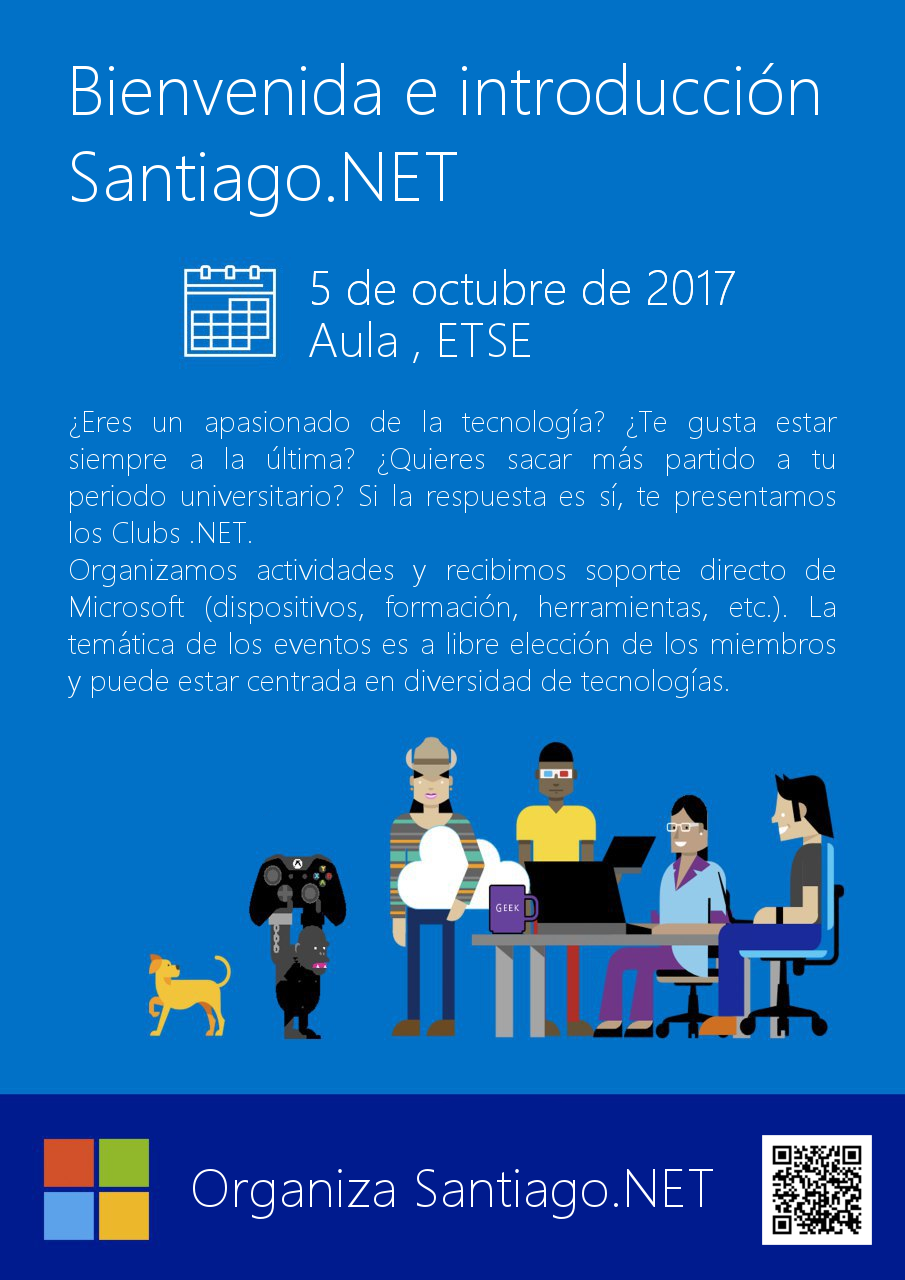 Bienvenida e introducción
Santiago.NET
5 de octubre de 2017
Aula , ETSE
¿Eres un apasionado de la tecnología? ¿Te gusta estar
siempre a la última? ¿Quieres sacar más partido a tu
periodo universitario? Si la respuesta es sí, te presentamos
los Clubs .NET.
Organizamos actividades y recibimos soporte directo de
Microsoft (dispositivos, formación, herramientas, etc.). La
temática de los eventos es a libre elección de los miembros
y puede estar centrada en diversidad de tecnologías.
GEEK
Organiza Santiago.NET